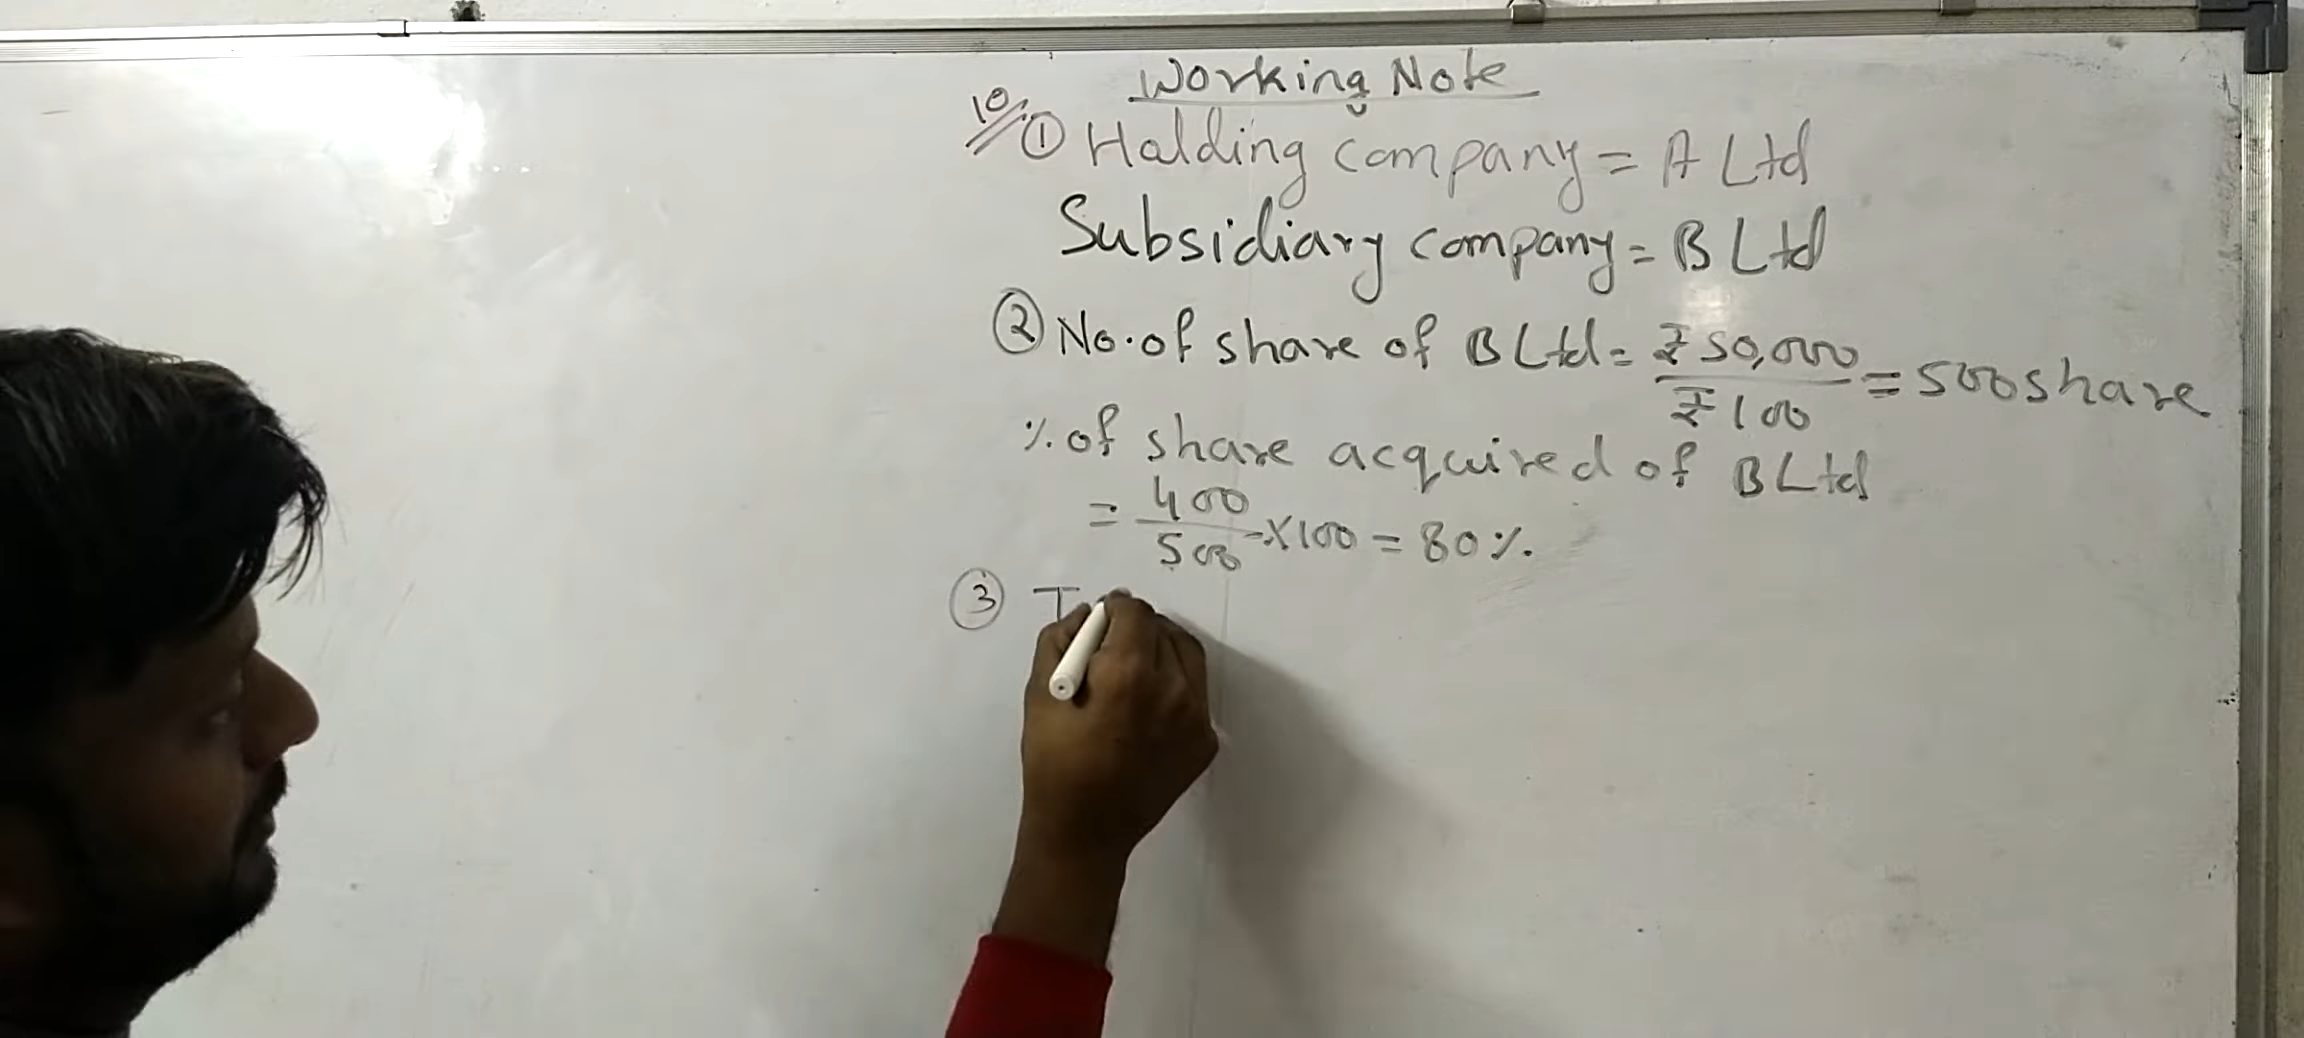 Working Note
10/ ① Holding company = A Ltd
Subsidiary company = B Ltd
② No. of share of B Ltd = ₹50,000 / ₹100 = 500 share
% of share acquired of B Ltd
= 400 / 500 × 100 = 80%.
③ T